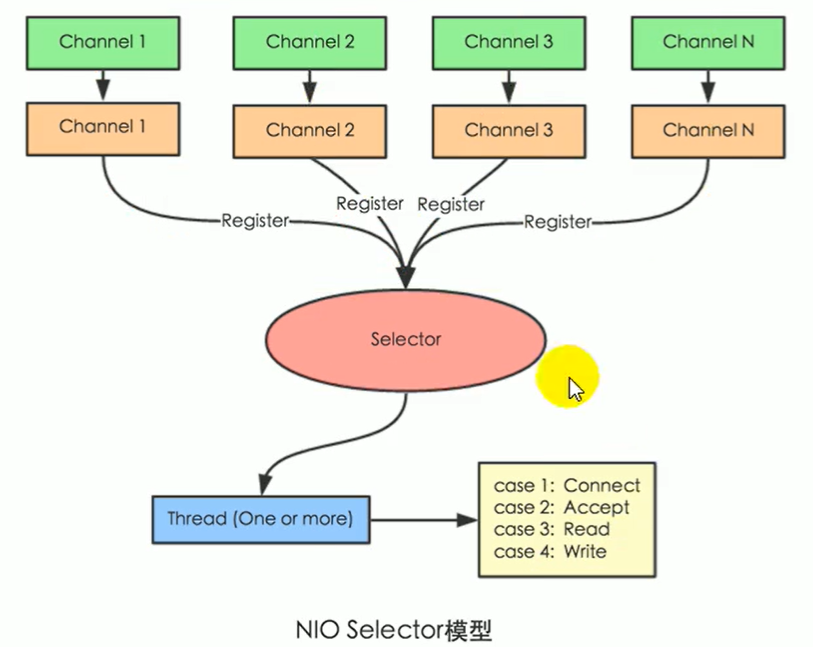 Channel 1
Channel 2
Channel 3
Channel N
Channel 1
Channel 2
Channel 3
Channel N
Register
Register
Register
Register
Selector
Thread (One or more)
case 1: Connect
case 2: Accept
case 3: Read
case 4: Write
NIO Selector模型